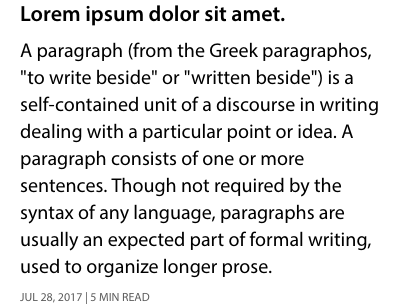 Lorem ipsum dolor sit amet.
A paragraph (from the Greek paragraphos,
"to write beside" or "written beside") is a
self-contained unit of a discourse in writing
dealing with a particular point or idea. A
paragraph consists of one or more
sentences. Though not required by the
syntax of any language, paragraphs are
usually an expected part of formal writing,
used to organize longer prose.
JUL 28, 2017 | 5 MIN READ